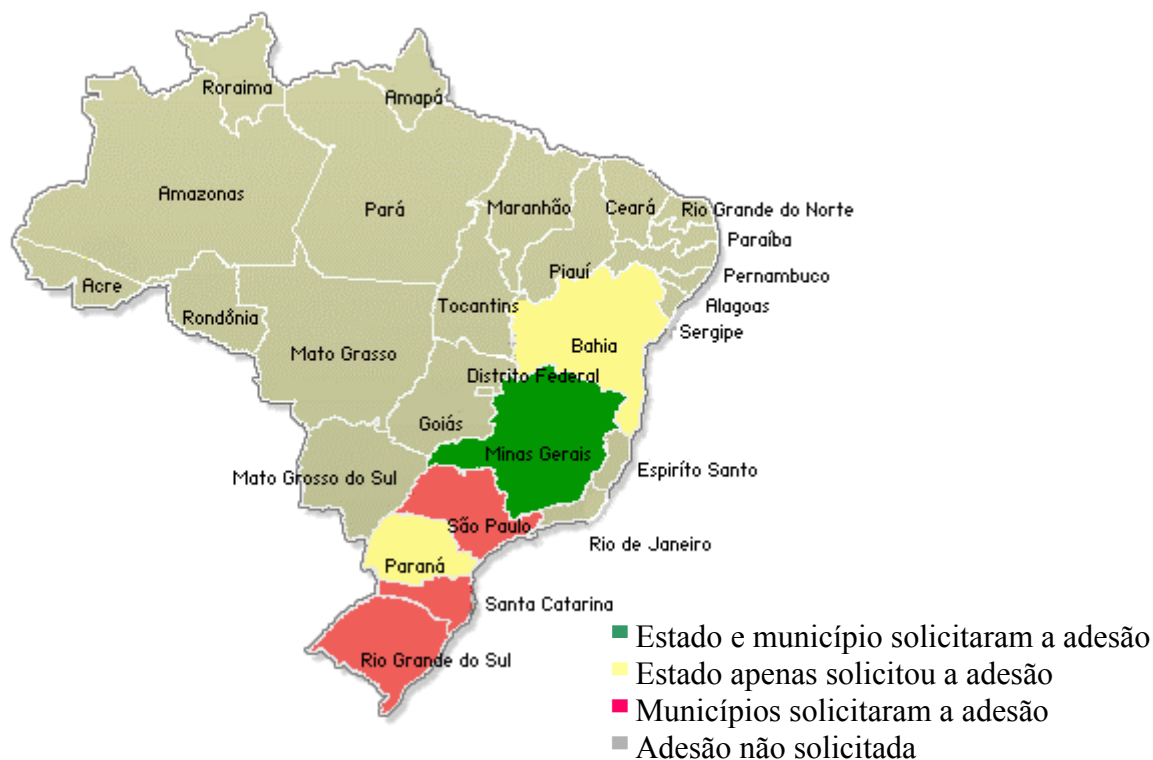 Roraima
Amapá
Amazonas
Pará
Maranhão
Ceará
Rio Grande do Norte
Paraíba
Piauí
Pernambuco
Acre
Tocantins
Alagoas
Rondônia
Sergipe
Bahia
Mato Grasso
Distrito Federal
Goiás
Minas Gerais
Espiríto Santo
Mato Grosso do Sul
São Paulo
Rio de Janeiro
Paraná
Santa Catarina
Rio Grande do Sul
Estado e município solicitaram a adesão
Estado apenas solicitou a adesão
Municípios solicitaram a adesão
Adesão não solicitada